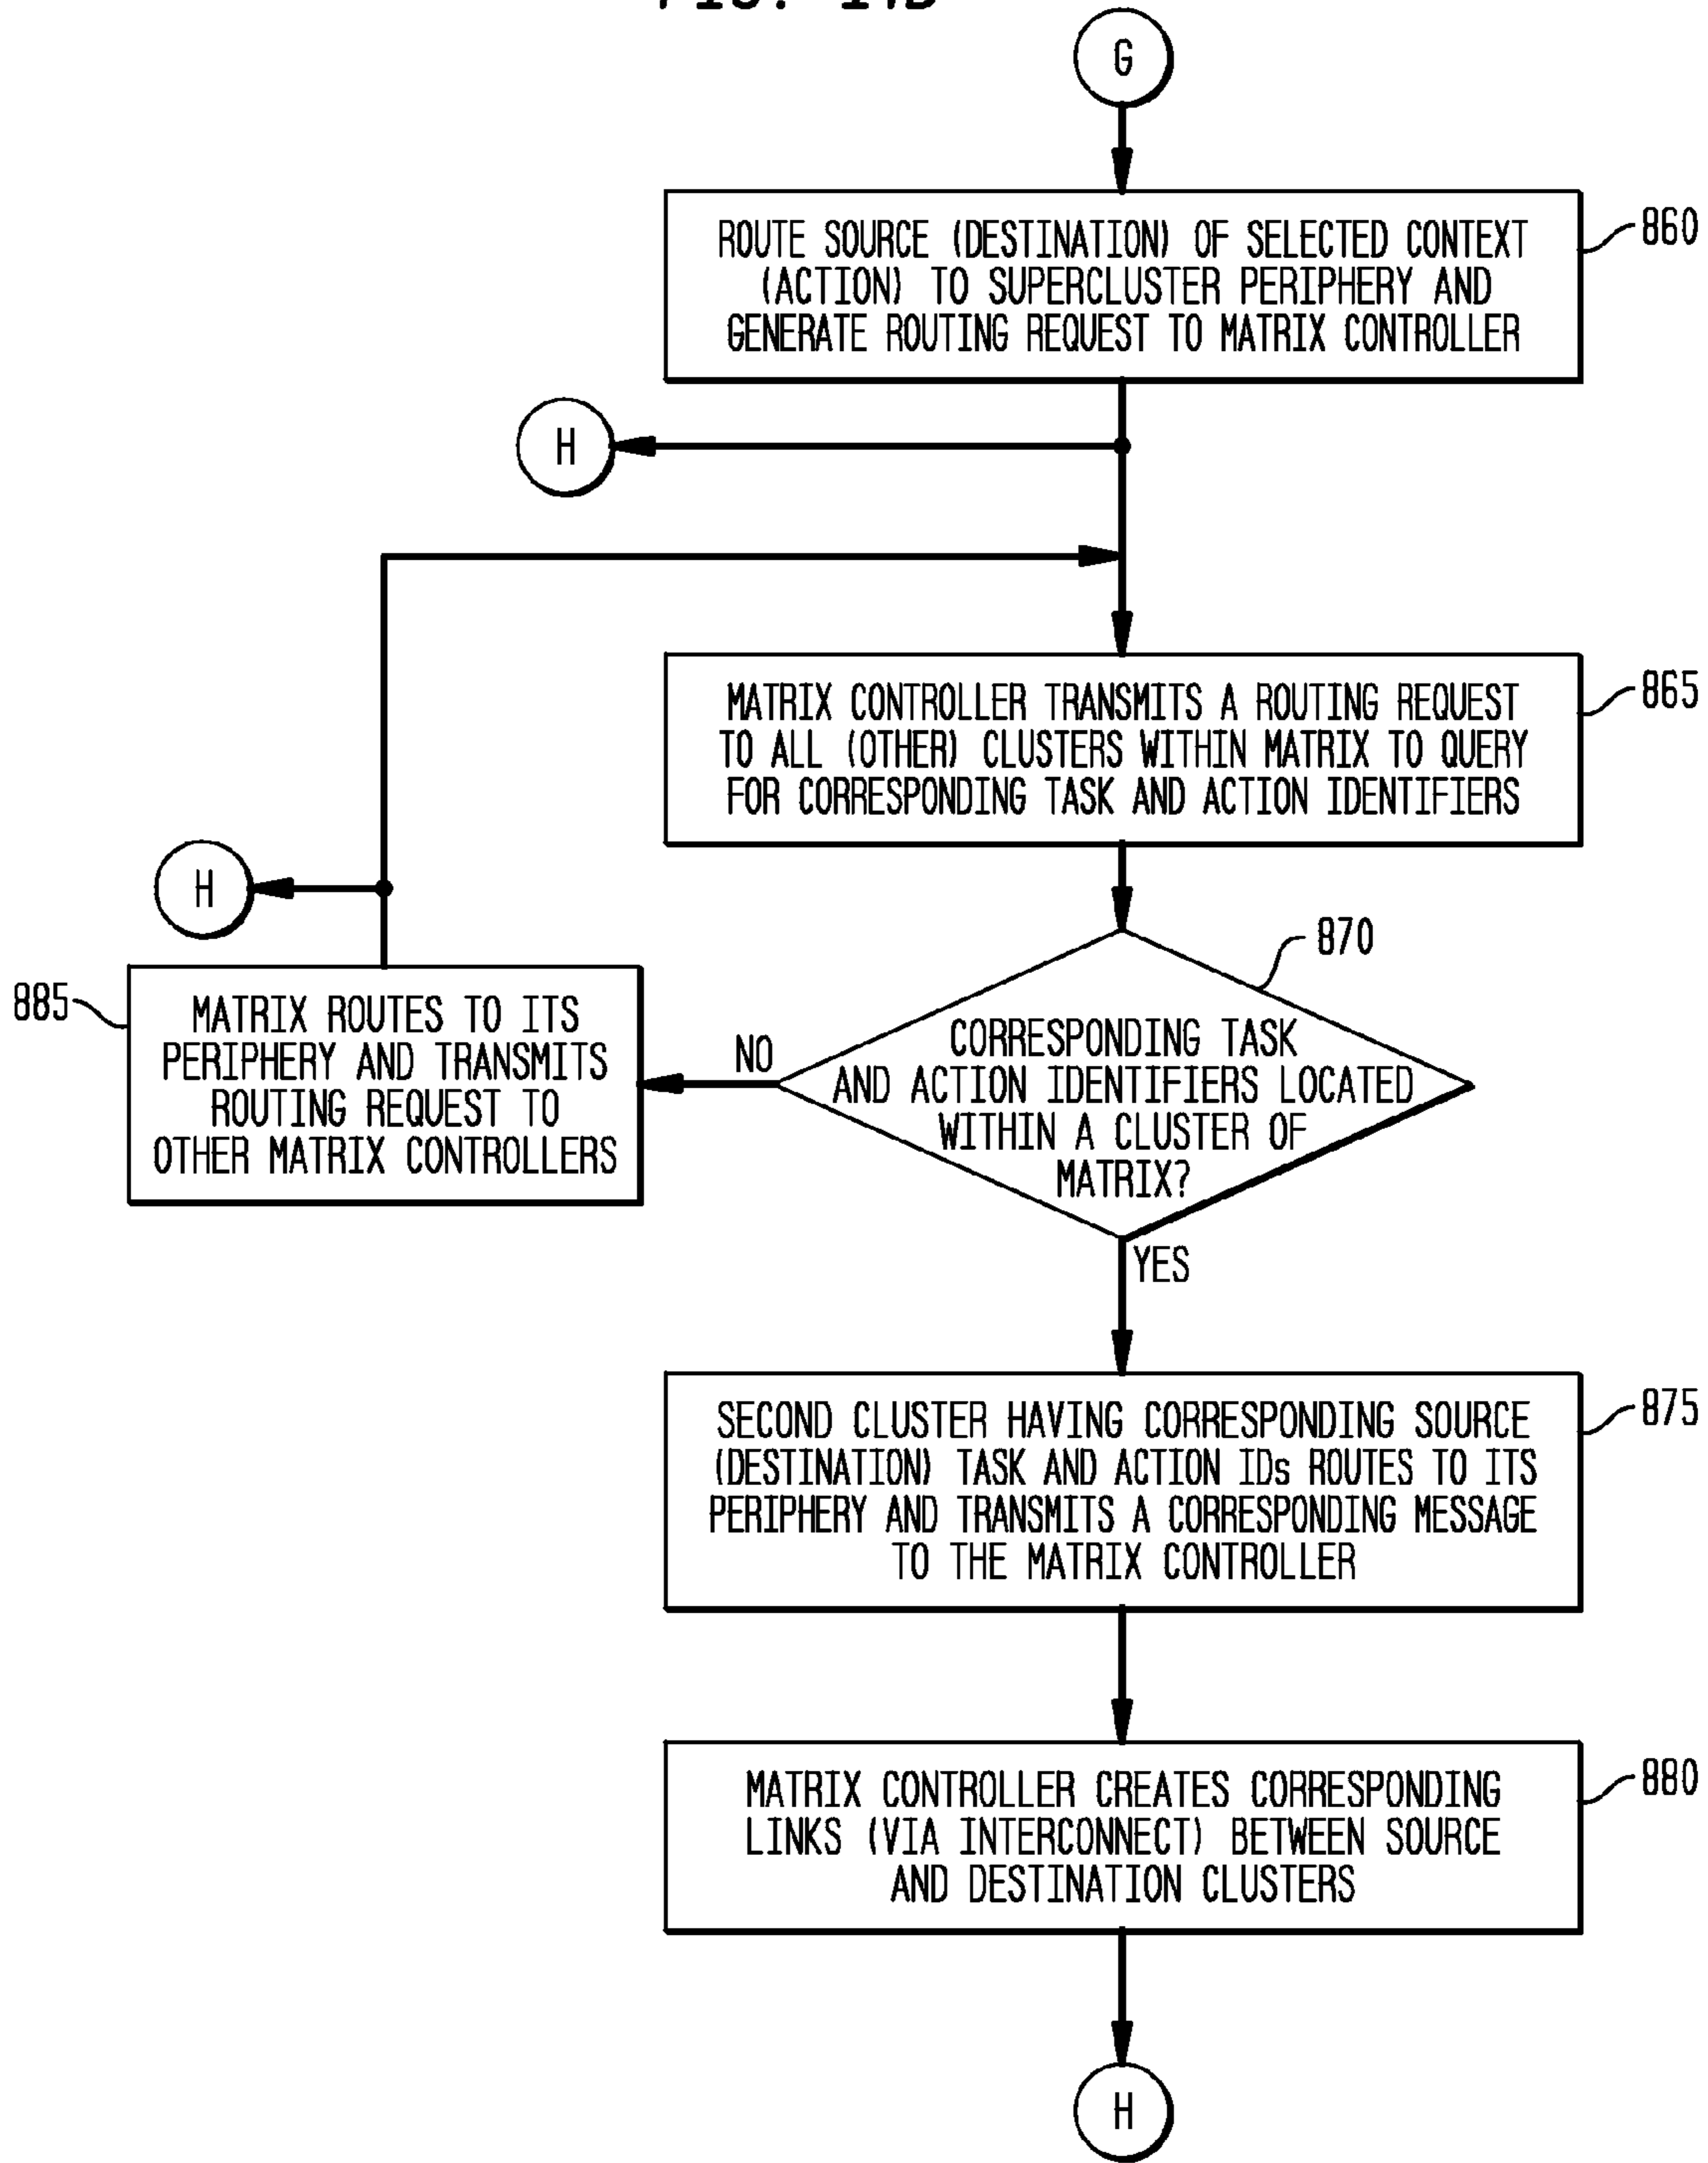 G
860
ROUTE SOURCE (DESTINATION) OF SELECTED CONTEXT
(ACTION) TO SUPERCLUSTER PERIPHERY AND
GENERATE ROUTING REQUEST TO MATRIX CONTROLLER
H
865
MATRIX CONTROLLER TRANSMITS A ROUTING REQUEST
TO ALL (OTHER) CLUSTERS WITHIN MATRIX TO QUERY
FOR CORRESPONDING TASK AND ACTION IDENTIFIERS
H
870
885
MATRIX ROUTES TO ITS
PERIPHERY AND TRANSMITS
ROUTING REQUEST TO
OTHER MATRIX CONTROLLERS
NO
CORRESPONDING TASK
AND ACTION IDENTIFIERS LOCATED
WITHIN A CLUSTER OF
MATRIX?
YES
875
SECOND CLUSTER HAVING CORRESPONDING SOURCE
(DESTINATION) TASK AND ACTION IDs ROUTES TO ITS
PERIPHERY AND TRANSMITS A CORRESPONDING MESSAGE
TO THE MATRIX CONTROLLER
880
MATRIX CONTROLLER CREATES CORRESPONDING
LINKS (VIA INTERCONNECT) BETWEEN SOURCE
AND DESTINATION CLUSTERS
H